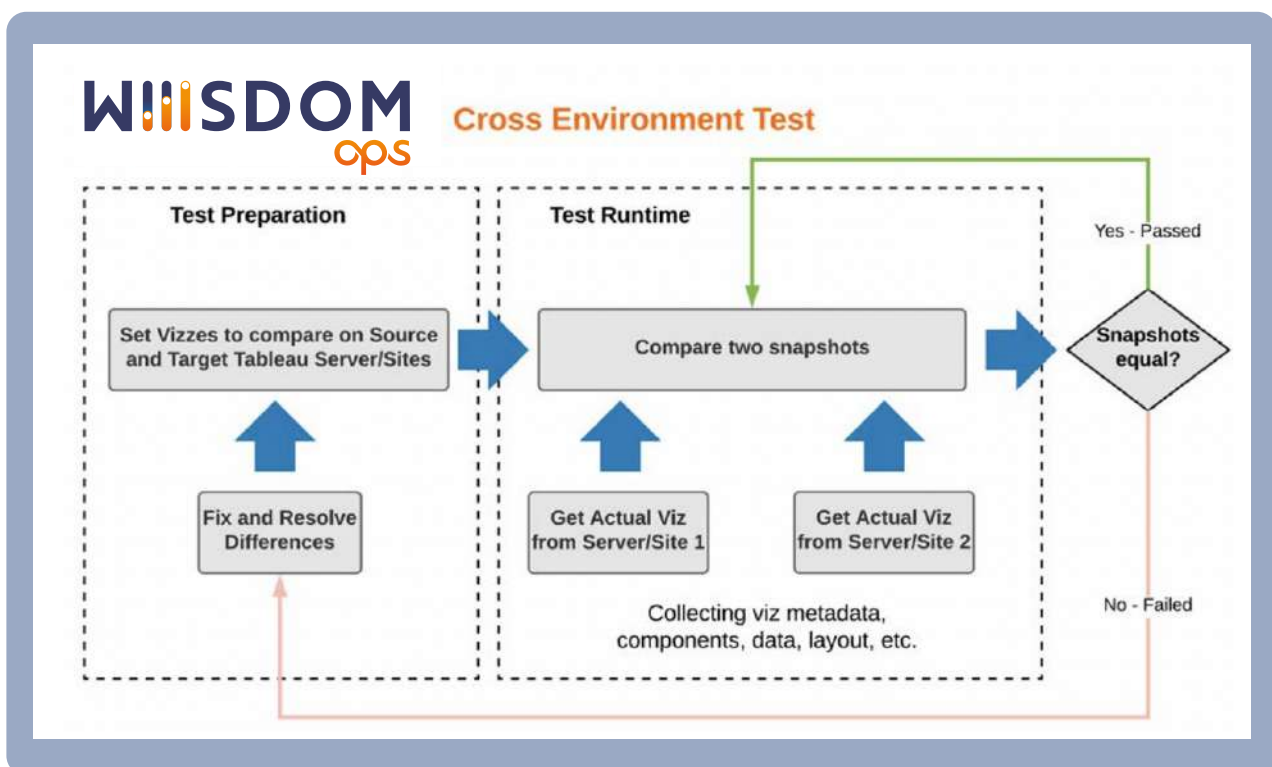 WIIISDOM
ops
Cross Environment Test
Test Preparation
Test Runtime
Yes - Passed
Set Vizzes to compare on Source
and Target Tableau Server/Sites
Compare two snapshots
Snapshots
equal?
Fix and Resolve
Differences
Get Actual Viz
from Server/Site 1
Get Actual Viz
from Server/Site 2
No - Failed
Collecting viz metadata,
components, data, layout, etc.